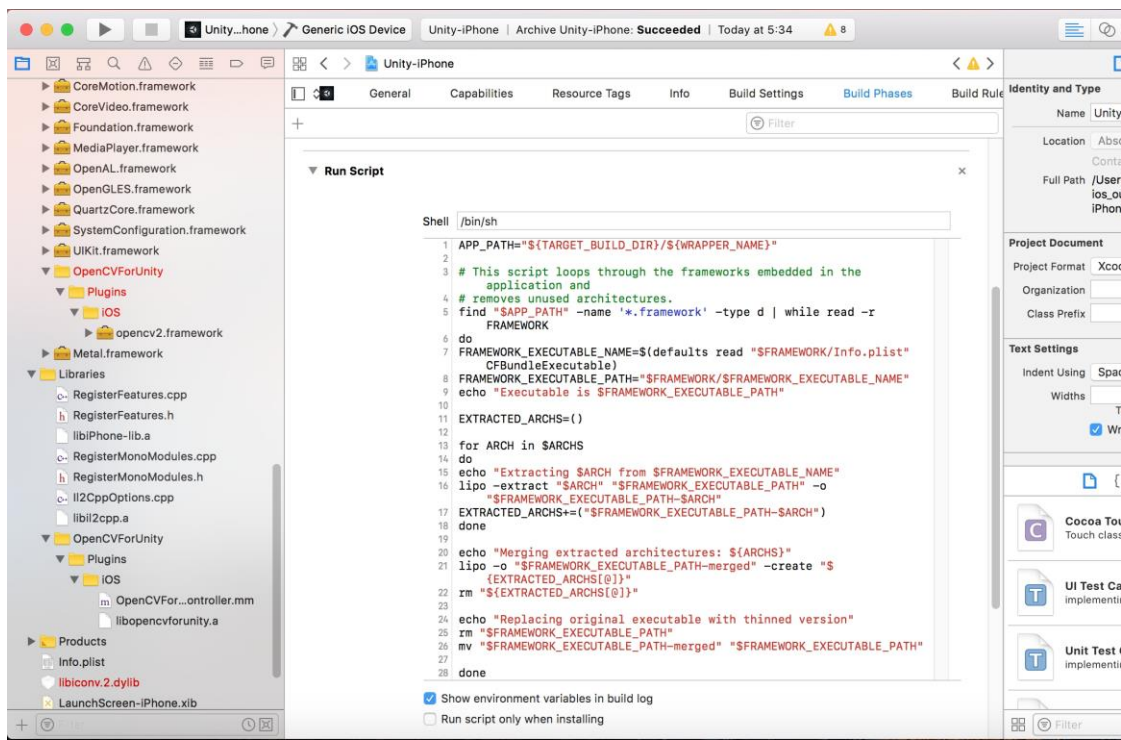 Unity...hone
Generic iOS Device
Unity-iPhone | Archive Unity-iPhone: Succeeded | Today at 5:34
8
CoreMotion.framework
CoreVideo.framework
Foundation.framework
MediaPlayer.framework
OpenAL.framework
OpenGLES.framework
QuartzCore.framework
SystemConfiguration.framework
UIKit.framework
OpenCVForUnity
Plugins
iOS
opencv2.framework
Metal.framework
Libraries
RegisterFeatures.cpp
RegisterFeatures.h
libiPhone-lib.a
RegisterMonoModules.cpp
RegisterMonoModules.h
Il2CppOptions.cpp
libil2cpp.a
OpenCVForUnity
Plugins
iOS
OpenCVFor...ontroller.mm
libopencvforunity.a
Products
Info.plist
libiconv.2.dylib
LaunchScreen-iPhone.xib
Unity-iPhone
General Capabilities Resource Tags Info Build Settings Build Phases Build Rule
Filter
Run Script
Shell /bin/sh
1 APP_PATH="${TARGET_BUILD_DIR}/${WRAPPER_NAME}"
2
3 # This script loops through the frameworks embedded in the
application and
4 # removes unused architectures.
5 find "$APP_PATH" -name '*.framework' -type d | while read -r
FRAMEWORK
6 do
7 FRAMEWORK_EXECUTABLE_NAME=$(defaults read "$FRAMEWORK/Info.plist"
CFBundleExecutable)
8 FRAMEWORK_EXECUTABLE_PATH="$FRAMEWORK/$FRAMEWORK_EXECUTABLE_NAME"
9 echo "Executable is $FRAMEWORK_EXECUTABLE_PATH"
10
11 EXTRACTED_ARCHS=()
12
13 for ARCH in $ARCHS
14 do
15 echo "Extracting $ARCH from $FRAMEWORK_EXECUTABLE_NAME"
16 lipo -extract "$ARCH" "$FRAMEWORK_EXECUTABLE_PATH" -o
"$FRAMEWORK_EXECUTABLE_PATH-$ARCH"
17 EXTRACTED_ARCHS+=("$FRAMEWORK_EXECUTABLE_PATH-$ARCH")
18 done
19
20 echo "Merging extracted architectures: ${ARCHS}"
21 lipo -o "$FRAMEWORK_EXECUTABLE_PATH-merged" -create "$
{EXTRACTED_ARCHS[@]}"
22 rm "${EXTRACTED_ARCHS[@]}"
23
24 echo "Replacing original executable with thinned version"
25 rm "$FRAMEWORK_EXECUTABLE_PATH"
26 mv "$FRAMEWORK_EXECUTABLE_PATH-merged" "$FRAMEWORK_EXECUTABLE_PATH"
27
28 done
Show environment variables in build log
Run script only when installing
Identity and Type
Name Unity
Location Abso
Conta
Full Path /User
ios_ou
iPhon
Project Document
Project Format Xcod
Organization
Class Prefix
Text Settings
Indent Using Spac
Widths
T
Wr
{
C
Cocoa Tou
Touch class
T
UI Test Ca
implementin
T
Unit Test C
implementin
Filter